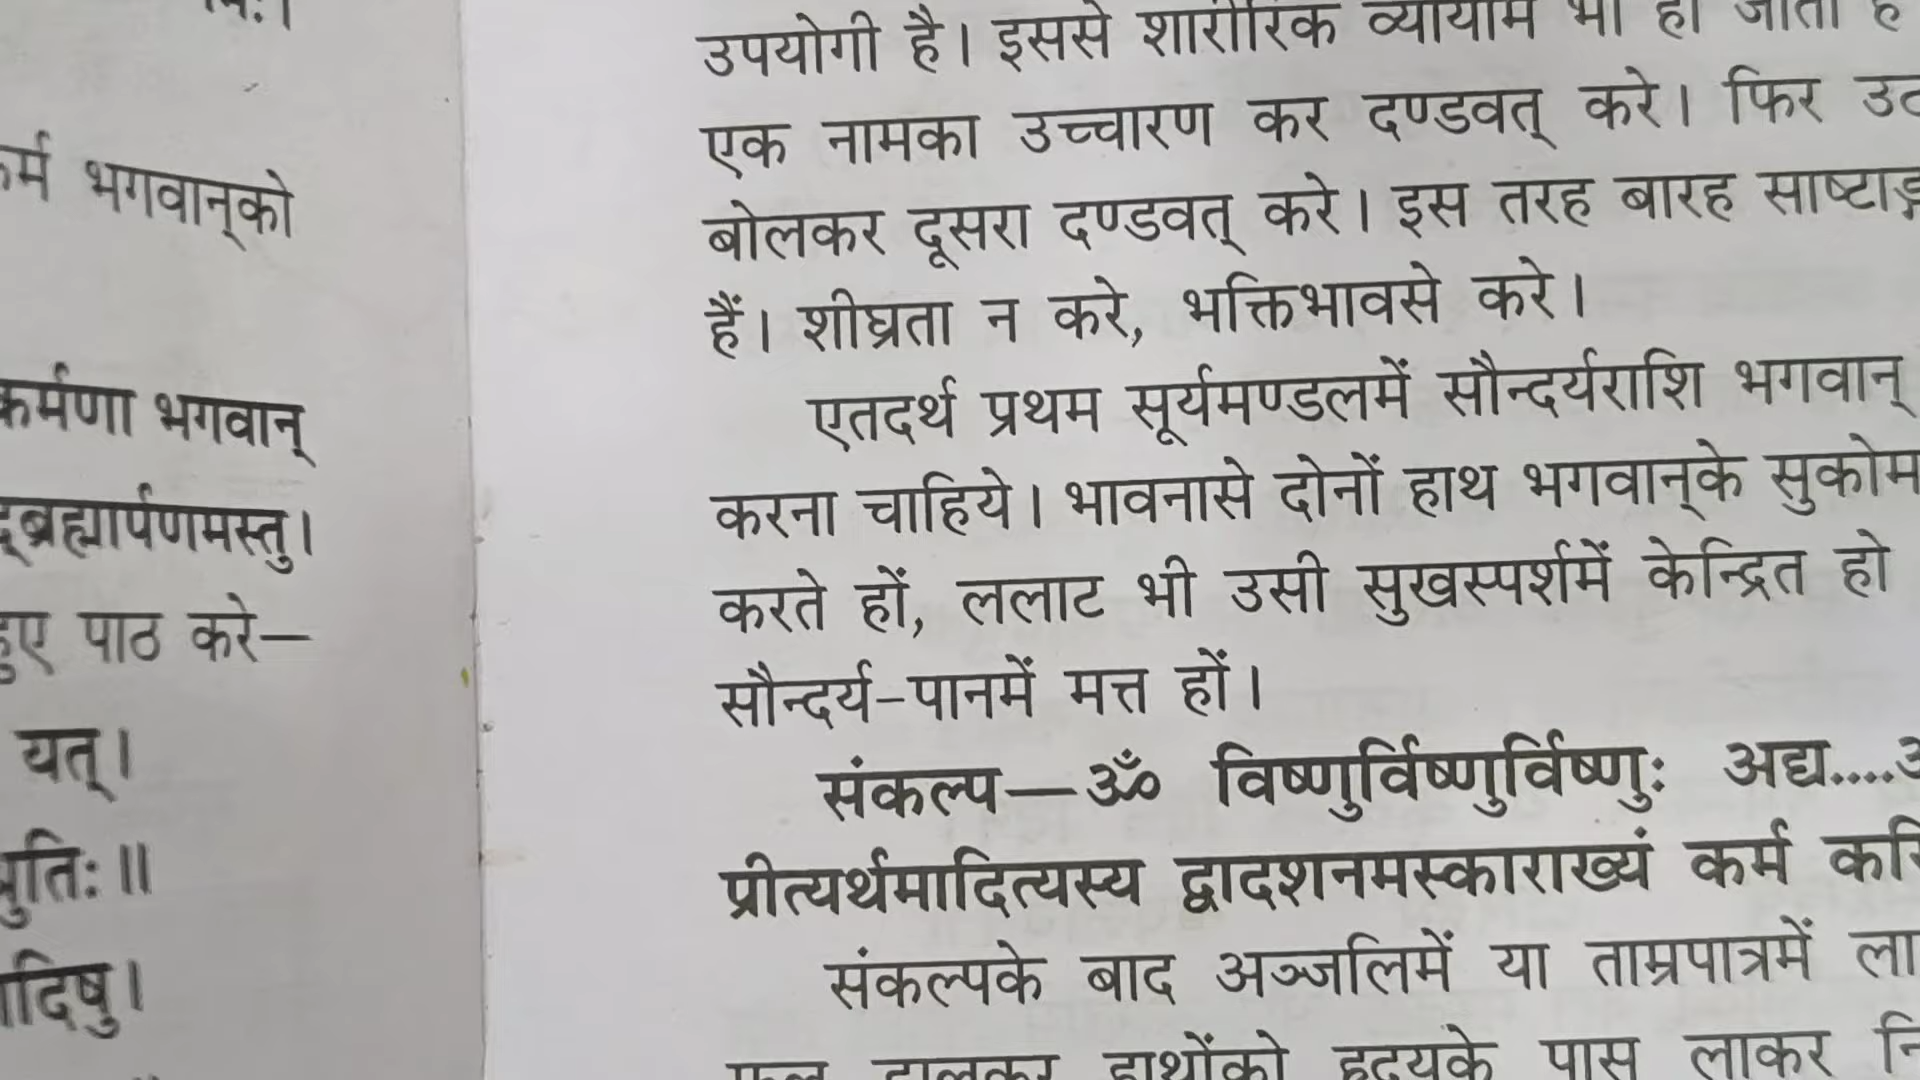 भगवान्को
कर्मणा भगवान्
पाठ करे—
यत्।
उपयोगी है। इससे शारीरिक व्यायाम भी हो जाता है
एक नामका उच्चारण कर दण्डवत् करे। फिर
बोलकर दूसरा दण्डवत् करे। इस तरह बारह
हैं। शीघ्रता न करे, भक्तिभावसे करे।
एतदर्थ प्रथम सूर्यमण्डलमें सौन्दर्यराशि भगवान्
करना चाहिये। भावनासे दोनों हाथ भगवान्के
करते हों, ललाट भी उसी सुखस्पर्शमें केन्द्रित हो
सौन्दर्य-पानमें मत्त हों।
संकल्प—ॐ विष्णुर्विष्णुर्विष्णुः अद्य....
प्रीत्यर्थमादित्यस्य द्वादशनमस्काराख्यं कर्म
संकल्पके बाद अञ्जलिमें या ताम्रपात्रमें
हाथोंको हृदयके पास लाकर